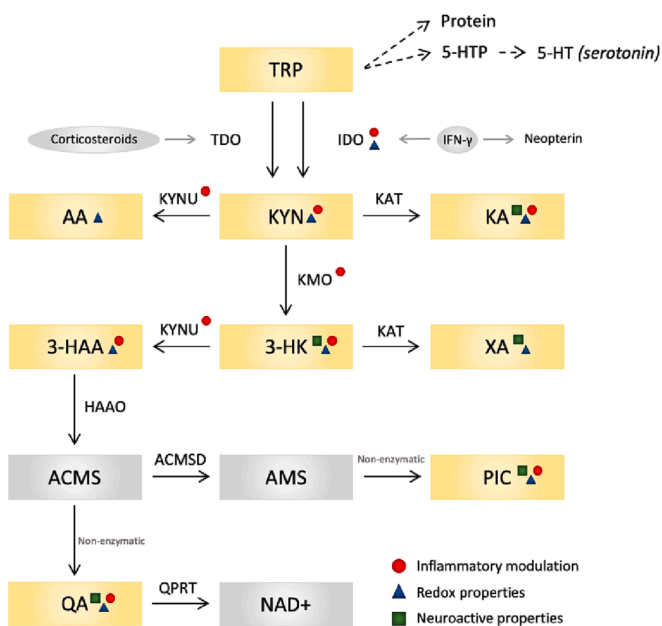 Protein
TRP
5-HTP
5-HT (serotonin)
Corticosteroids
TDO
IDO
IFN-γ
Neopterin
KYNU
KAT
AA
KYN
KA
KMO
KYNU
KAT
3-HAA
3-HK
XA
HAAO
ACMSD
Non-enzymatic
ACMS
AMS
PIC
Non-enzymatic
Inflammatory modulation
QPRT
Redox properties
QA
NAD+
Neuroactive properties